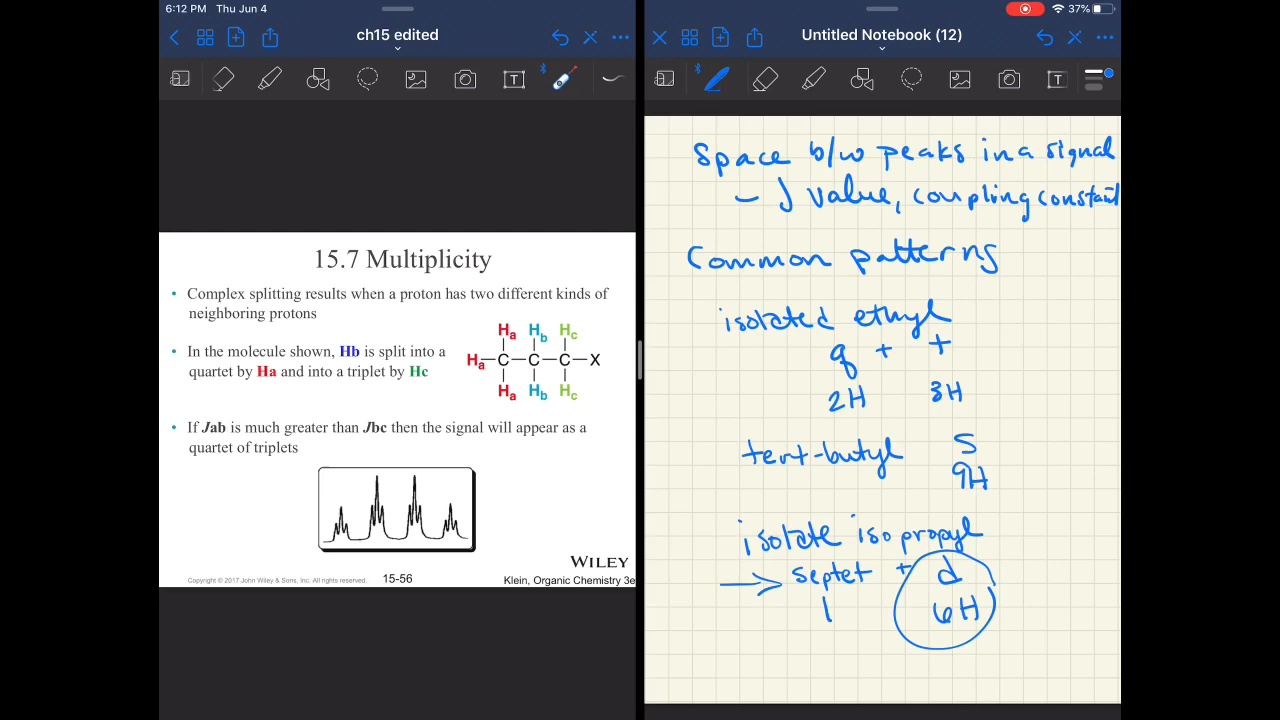 6:12 PM Thu Jun 4
37%
ch15 edited
Untitled Notebook (12)
T
T
15.7 Multiplicity
• Complex splitting results when a proton has two different kinds of
neighboring protons
• In the molecule shown, Hb is split into a
quartet by Ha and into a triplet by Hc
Ha Hb Hc
Ha C C C X
Ha Hb Hc
• If Jab is much greater than Jbc then the signal will appear as a
quartet of triplets
WILEY
Copyright © 2017 John Wiley & Sons, Inc. All rights reserved. 15-56 Klein, Organic Chemistry 3e
Space b/w peaks in a signal
– J value, coupling constant
Common patterns
isolated ethyl
q + t
2H 3H
tert-butyl s
9H
isolate isopropyl
septet + d
1 6H